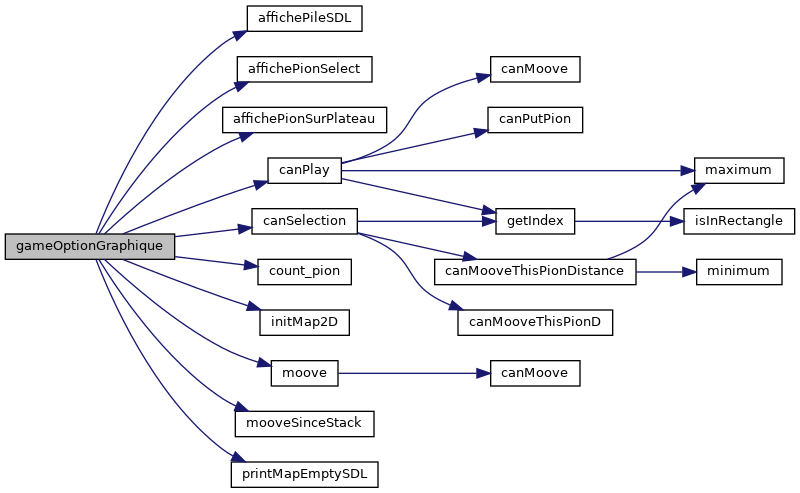 affichePileSDL
affichePionSelect
canMoove
affichePionSurPlateau
canPutPion
canPlay
maximum
canSelection
getIndex
isInRectangle
gameOptionGraphique
count_pion
canMooveThisPionDistance
minimum
initMap2D
canMooveThisPionD
moove
canMoove
mooveSinceStack
printMapEmptySDL